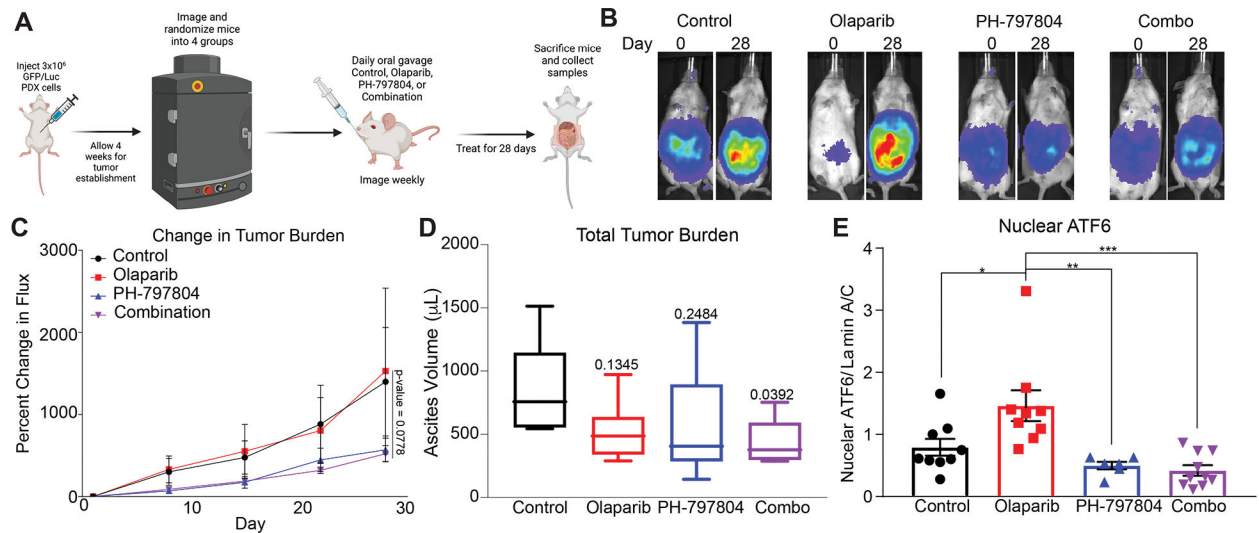 A
Image and
randomize mice
into 4 groups
Inject 3x10⁶
GFP/Luc
PDX cells
Allow 4
weeks for
tumor
establishment
Daily oral gavage
Control, Olaparib,
PH-797804, or
Combination
Image weekly
Treat for 28 days
Sacrifice mice
and collect
samples
B
Control Olaparib PH-797804 Combo
Day 0 28 0 28 0 28 0 28
C
Change in Tumor Burden
Control
Olaparib
PH-797804
Combination
Percent Change in Flux
3000
2000
1000
0
0 10 20 30
Day
p-value = 0.0778
D
Total Tumor Burden
Ascites Volume (μL)
2000
1500
1000
500
0
0.1345
0.2484
0.0392
Control Olaparib PH-797804 Combo
E
Nuclear ATF6
Nucelar ATF6/Lamin A/C
4
3
2
1
0
*
**
***
Control Olaparib PH-797804 Combo